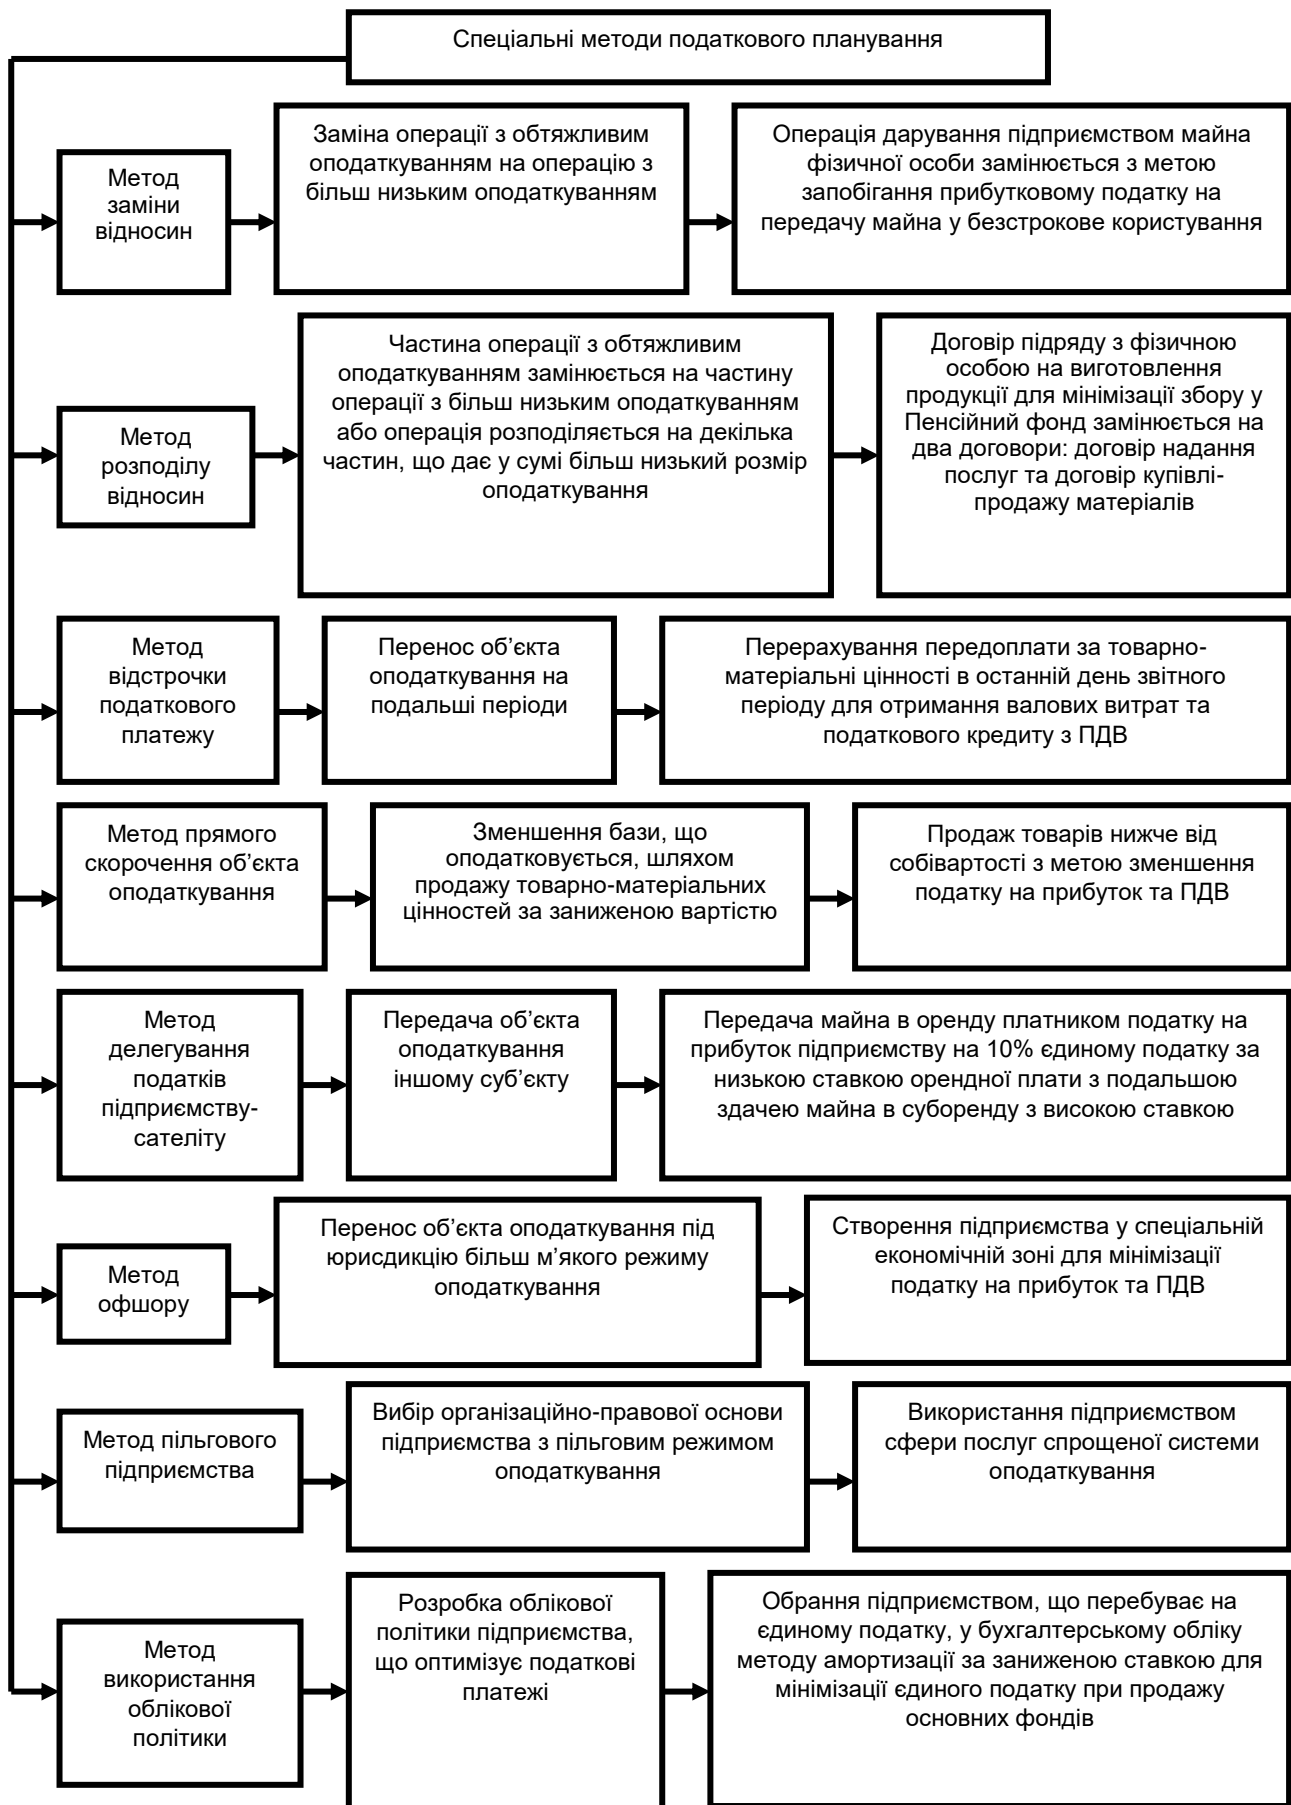 Спеціальні методи податкового планування
Метод
заміни
відносин
Заміна операції з обтяжливим
оподаткуванням на операцію з
більш низьким оподаткуванням
Операція дарування підприємством майна
фізичної особи замінюється з метою
запобігання прибутковому податку на
передачу майна у безстрокове користування
Метод
розподілу
відносин
Частина операції з обтяжливим
оподаткуванням замінюється на частину
операції з більш низьким оподаткуванням
або операція розподіляється на декілька
частин, що дає у сумі більш низький розмір
оподаткування
Договір підряду з фізичною
особою на виготовлення
продукції для мінімізації збору у
Пенсійний фонд замінюється на
два договори: договір надання
послуг та договір купівлі-
продажу матеріалів
Метод
відстрочки
податкового
платежу
Перенос об’єкта
оподаткування на
подальші періоди
Перерахування передоплати за товарно-
матеріальні цінності в останній день звітного
періоду для отримання валових витрат та
податкового кредиту з ПДВ
Метод прямого
скорочення об’єкта
оподаткування
Зменшення бази, що
оподатковується, шляхом
продажу товарно-матеріальних
цінностей за заниженою вартістю
Продаж товарів нижче від
собівартості з метою зменшення
податку на прибуток та ПДВ
Метод
делегування
податків
підприємству-
сателіту
Передача об’єкта
оподаткування
іншому суб’єкту
Передача майна в оренду платником податку на
прибуток підприємству на 10% єдиному податку за
низькою ставкою орендної плати з подальшою
здачею майна в суборенду з високою ставкою
Метод
офшору
Перенос об’єкта оподаткування під
юрисдикцію більш м’якого режиму
оподаткування
Створення підприємства у спеціальній
економічній зоні для мінімізації
податку на прибуток та ПДВ
Метод пільгового
підприємства
Вибір організаційно-правової основи
підприємства з пільговим режимом
оподаткування
Використання підприємством
сфери послуг спрощеної системи
оподаткування
Метод
використання
облікової
політики
Розробка облікової
політики підприємства,
що оптимізує податкові
платежі
Обрання підприємством, що перебуває на
єдиному податку, у бухгалтерському обліку
методу амортизації за заниженою ставкою для
мінімізації єдиного податку при продажу
основних фондів